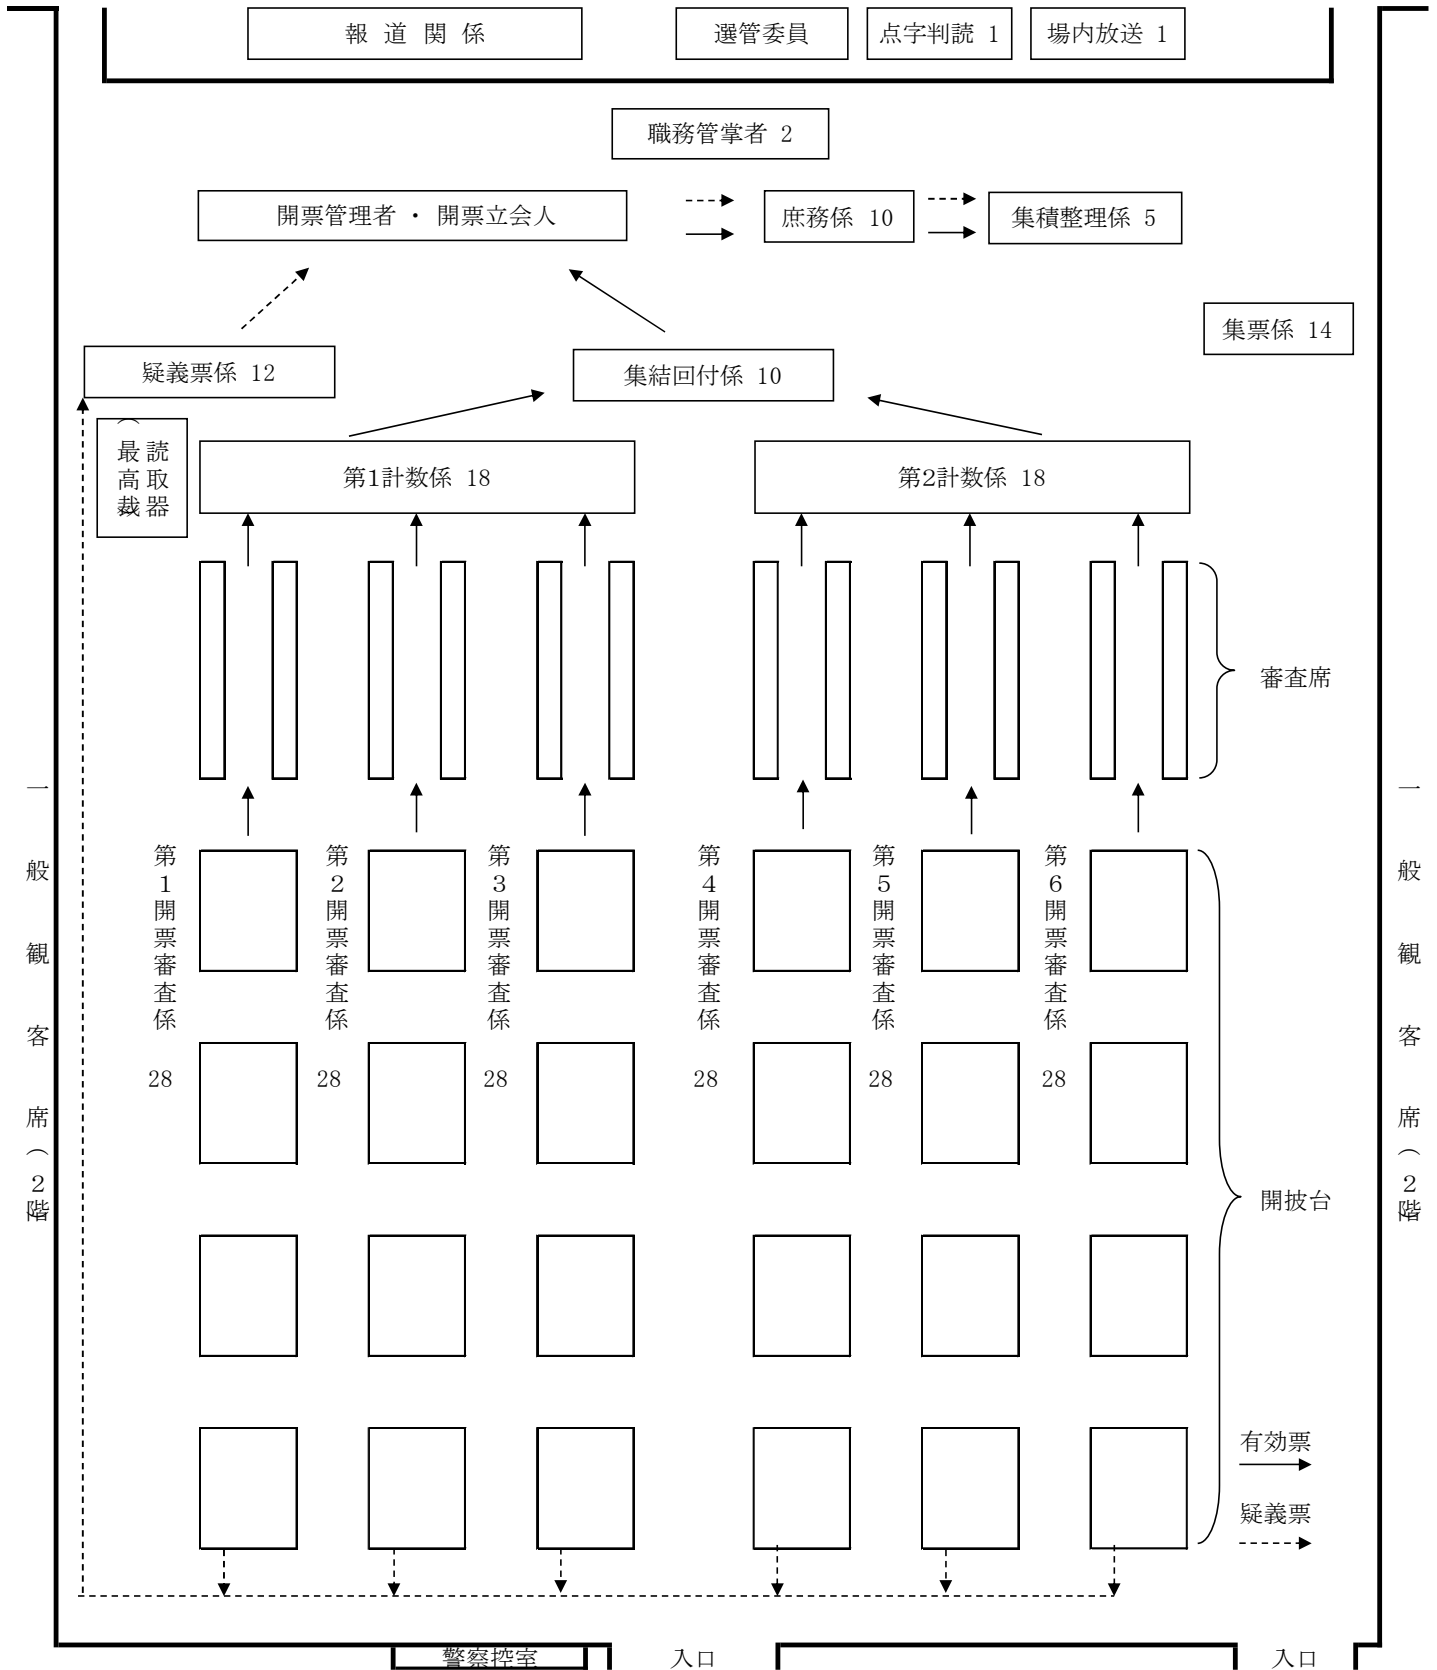 報 道 関 係
選管委員
点字判読 1
場内放送 1
職務管掌者 2
開票管理者 ・ 開票立会人
庶務係 10
集積整理係 5
集票係 14
疑義票係 12
集結回付係 10
読取器
(最高裁)
第1計数係 18
第2計数係 18
審査席
一般観客席(2階)
一般観客席(2階)
第1開票審査係
28
第2開票審査係
28
第3開票審査係
28
第4開票審査係
28
第5開票審査係
28
第6開票審査係
28
開披台
有効票
疑義票
警察控室
入口
入口